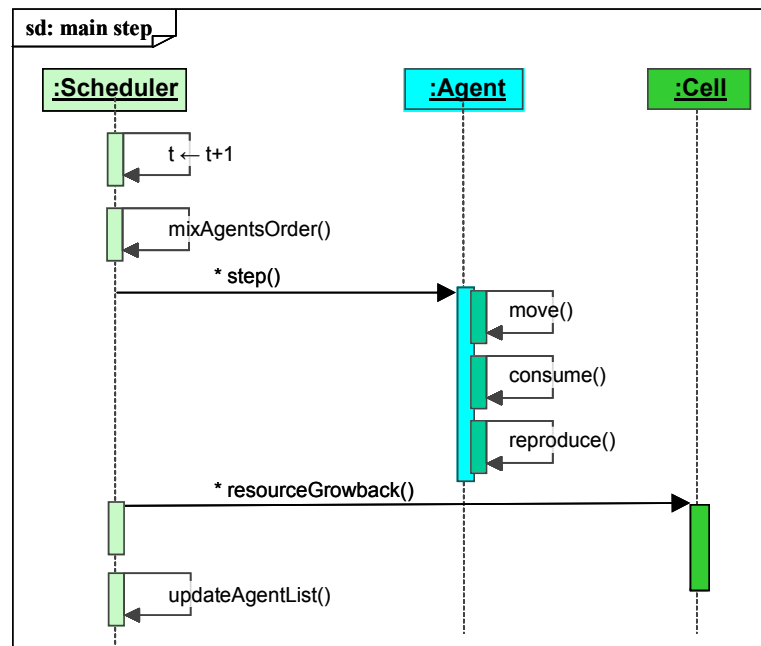 sd: main step
:Scheduler
:Agent
:Cell
t ← t+1
mixAgentsOrder()
* step()
move()
consume()
reproduce()
* resourceGrowback()
updateAgentList()